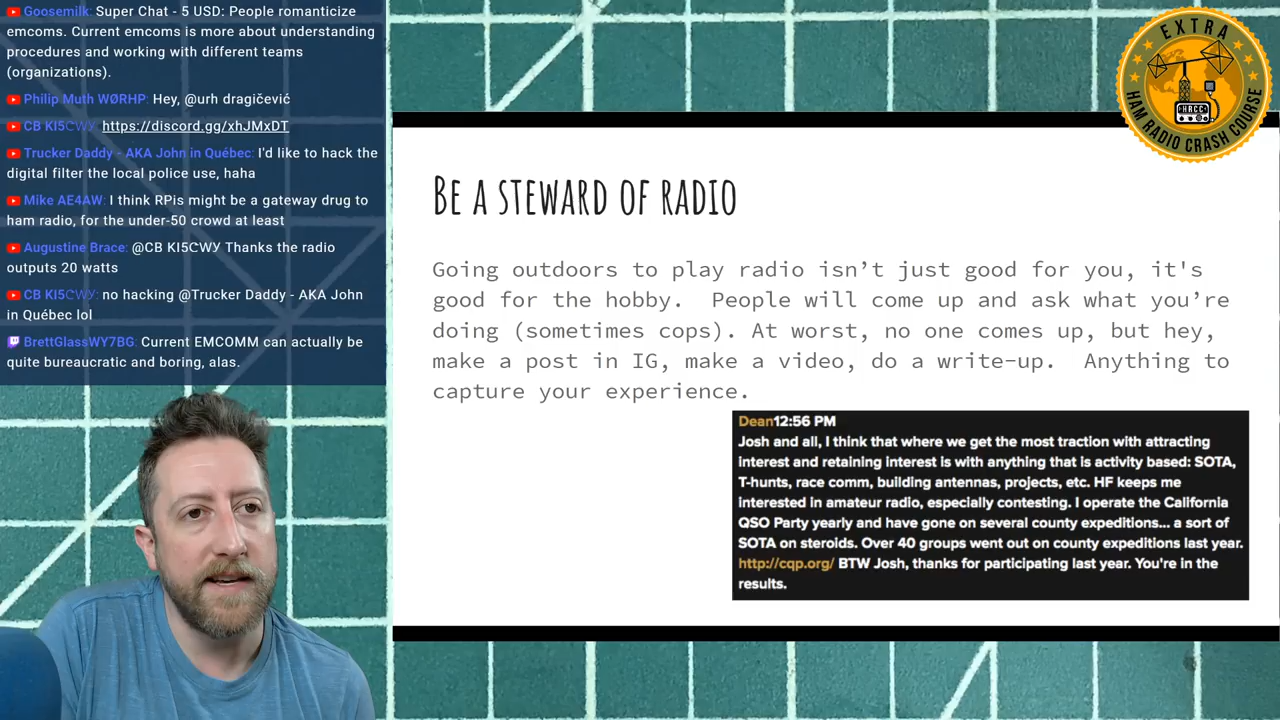 Goosemilk: Super Chat - 5 USD: People romanticize
emcoms. Current emcoms is more about understanding
procedures and working with different teams
(organizations).
Philip Muth WØRHP: Hey, @urh dragičević
CB KI5CWY: https://discord.gg/xhJMxDT
Trucker Daddy - AKA John in Québec: I'd like to hack the
digital filter the local police use, haha
Mike AE4AW: I think RPis might be a gateway drug to
ham radio, for the under-50 crowd at least
Augustine Brace: @CB KI5CWY Thanks the radio
outputs 20 watts
CB KI5CWY: no hacking @Trucker Daddy - AKA John
in Québec lol
BrettGlassWY7BG: Current EMCOMM can actually be
quite bureaucratic and boring, alas.
EXTRA
HRCC
HAM RADIO CRASH COURSE
BE A STEWARD OF RADIO
Going outdoors to play radio isn’t just good for you, it's
good for the hobby.  People will come up and ask what you’re
doing (sometimes cops). At worst, no one comes up, but hey,
make a post in IG, make a video, do a write-up.  Anything to
capture your experience.
Dean12:56 PM
Josh and all, I think that where we get the most traction with attracting
interest and retaining interest is with anything that is activity based: SOTA,
T-hunts, race comm, building antennas, projects, etc. HF keeps me
interested in amateur radio, especially contesting. I operate the California
QSO Party yearly and have gone on several county expeditions... a sort of
SOTA on steroids. Over 40 groups went out on county expeditions last year.
http://cqp.org/ BTW Josh, thanks for participating last year. You're in the
results.